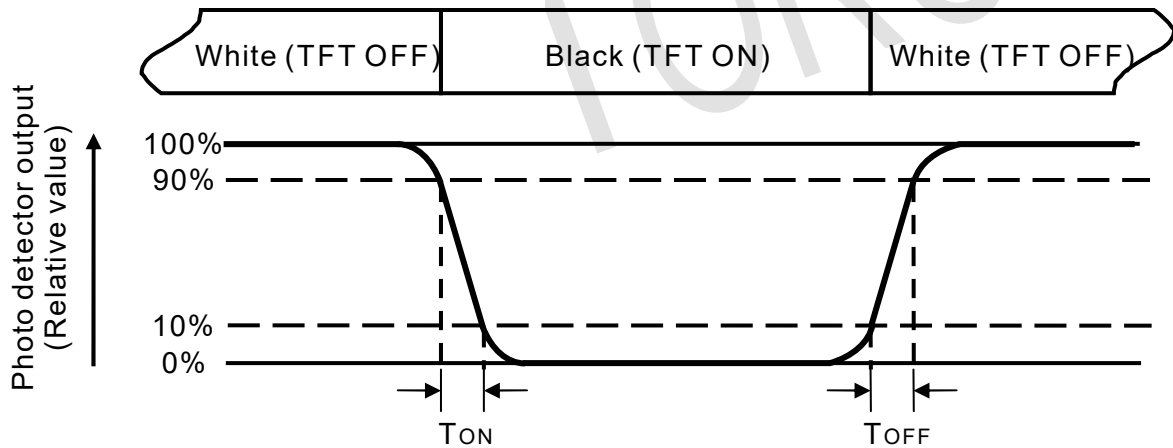 White (TFT OFF)
Black (TFT ON)
White (TFT OFF)
Photo detector output
(Relative value)
100%
90%
10%
0%
TON
TOFF